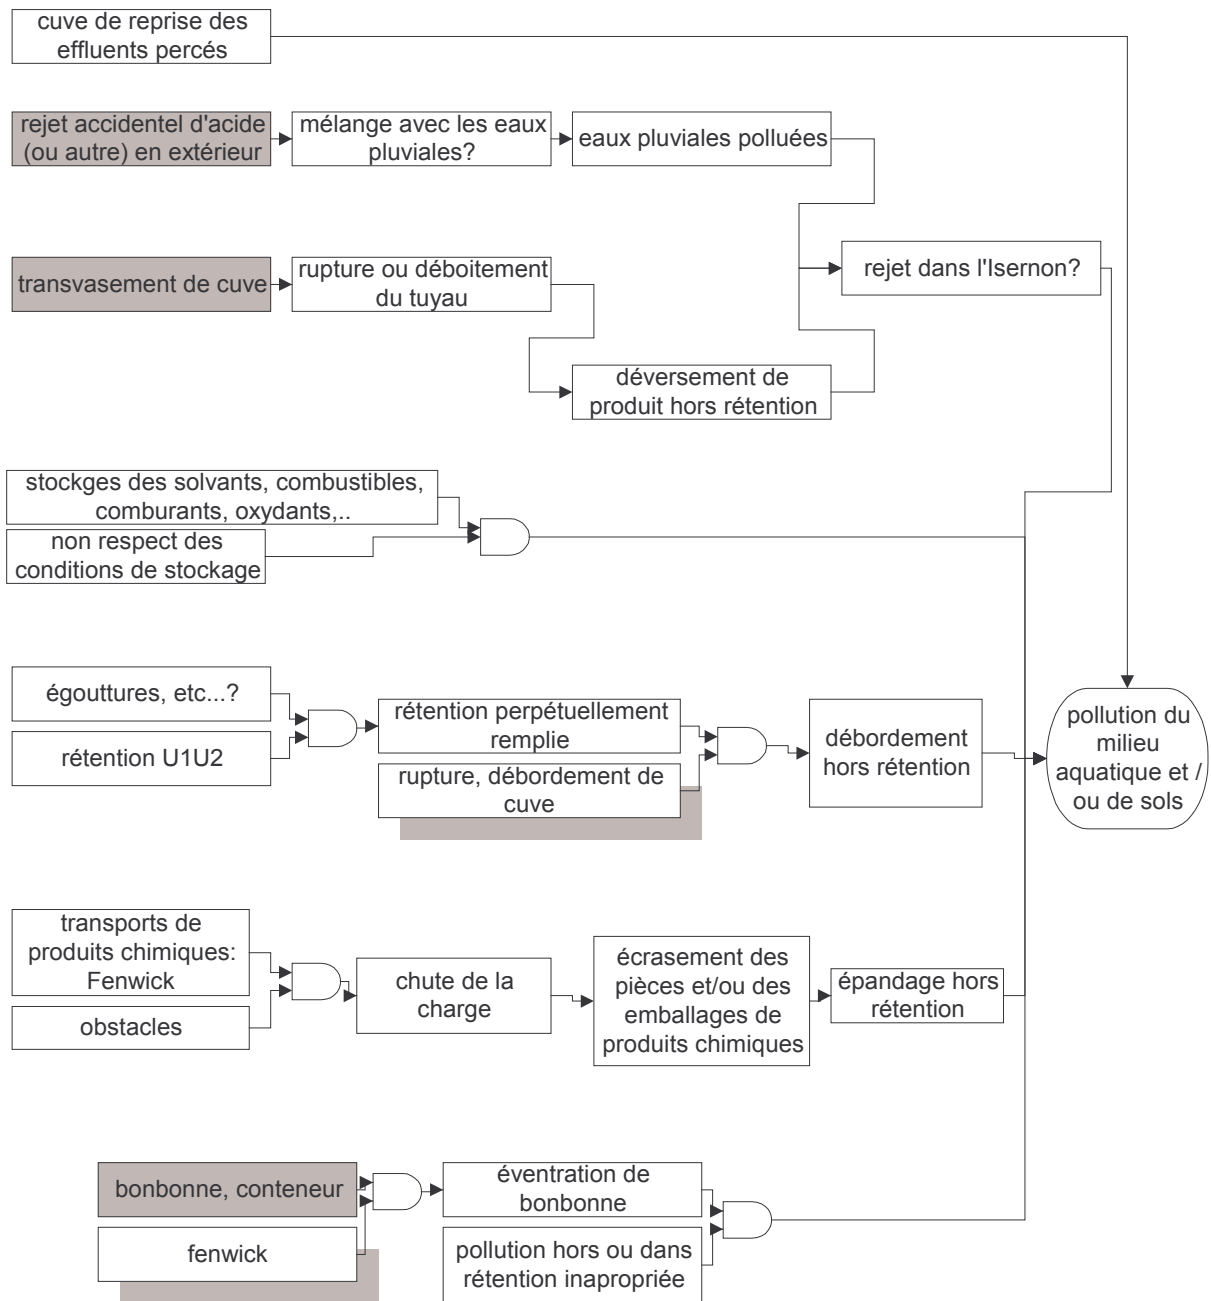 cuve de reprise des
effluents percés
rejet accidentel d'acide
(ou autre) en extérieur
mélange avec les eaux
pluviales?
eaux pluviales polluées
transvasement de cuve
rupture ou déboitement
du tuyau
rejet dans l'Isernon?
déversement de
produit hors rétention
stockges des solvants, combustibles,
comburants, oxydants,..
non respect des
conditions de stockage
égouttures, etc...?
rétention U1U2
rétention perpétuellement
remplie
rupture, débordement de
cuve
débordement
hors rétention
pollution du
milieu
aquatique et /
ou de sols
transports de
produits chimiques:
Fenwick
obstacles
chute de la
charge
écrasement des
pièces et/ou des
emballages de
produits chimiques
épandage hors
rétention
bonbonne, conteneur
fenwick
éventration de
bonbonne
pollution hors ou dans
rétention inapropriée